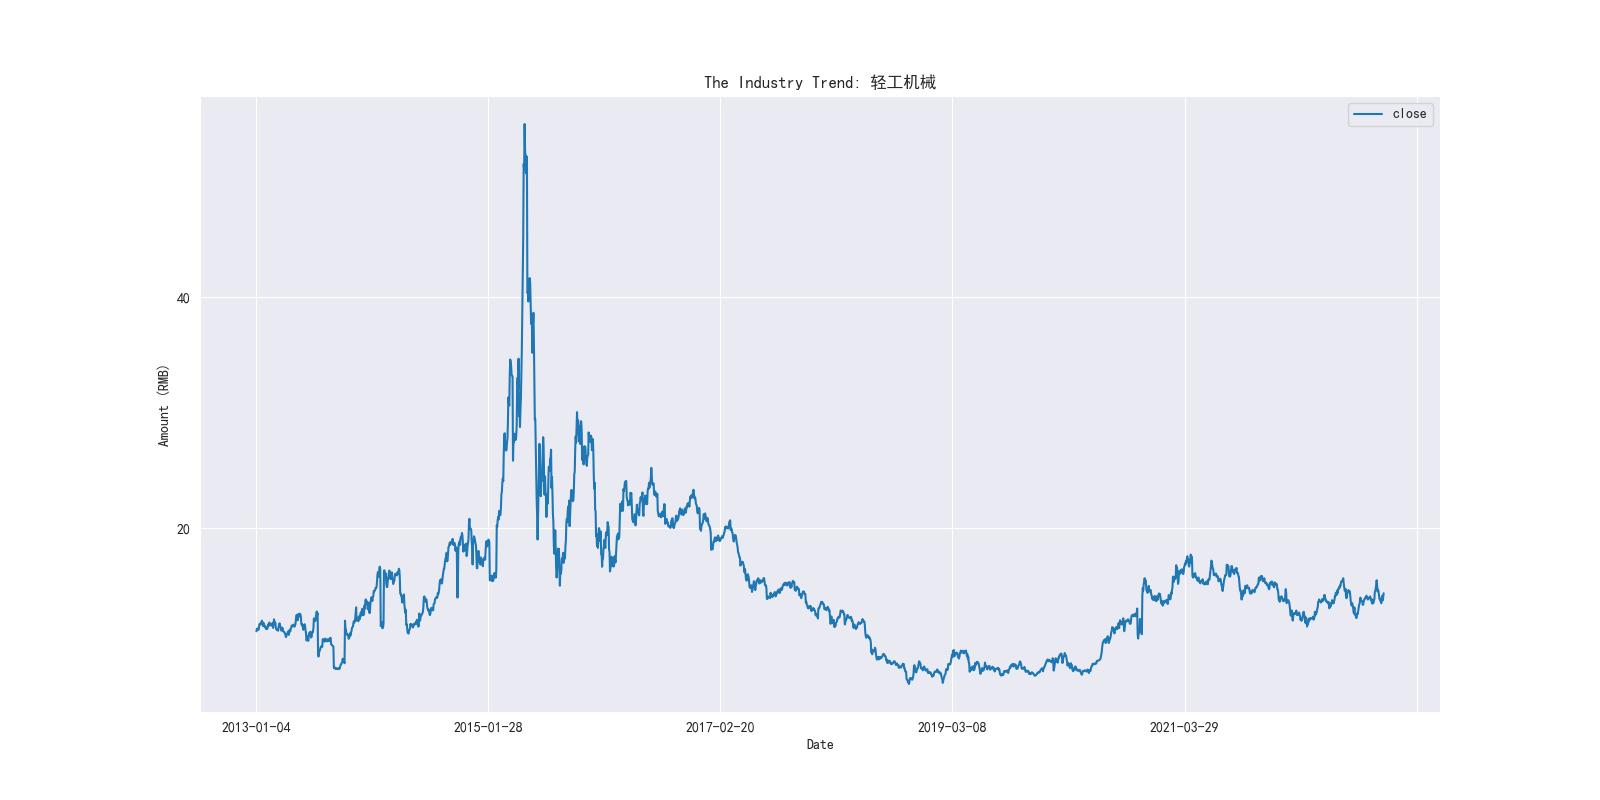 The Industry Trend: 轻工机械
close
Amount (RMB)
40
20
2013-01-04
2015-01-28
2017-02-20
2019-03-08
2021-03-29
Date